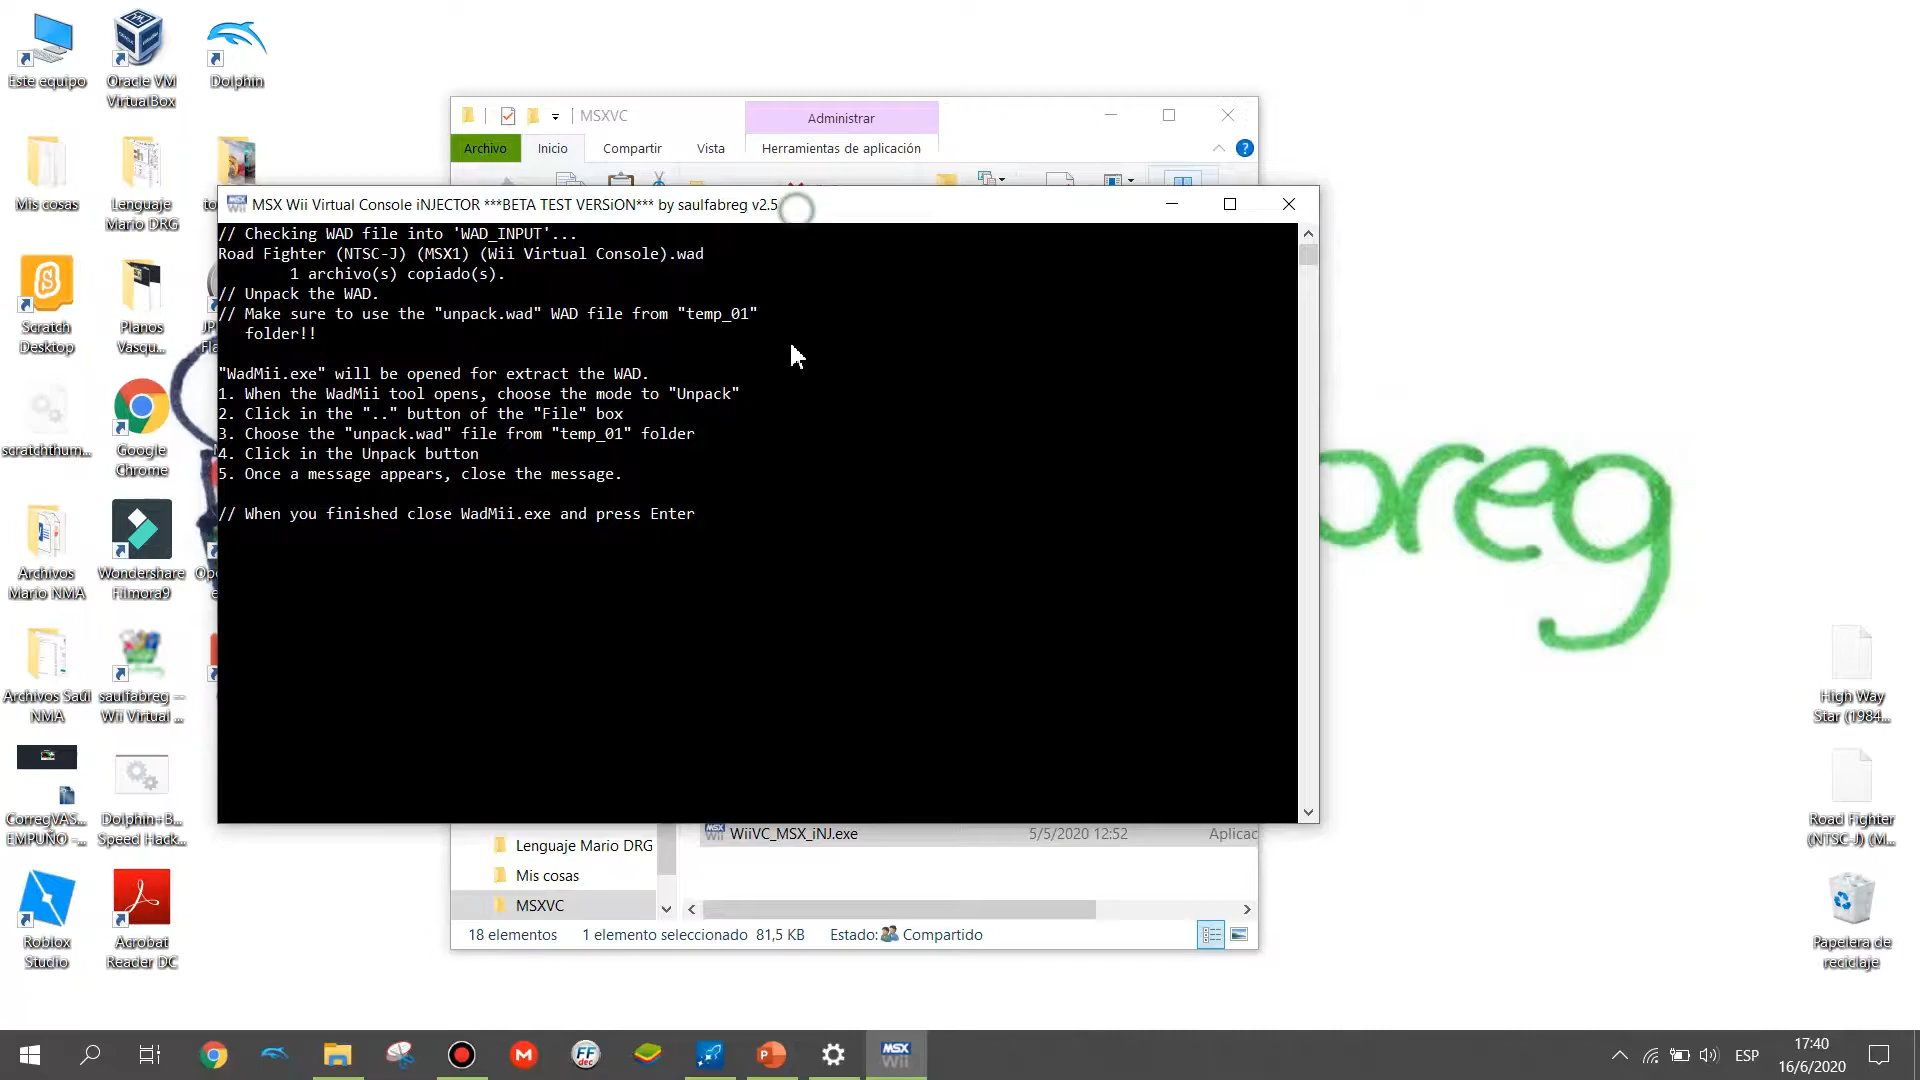 Este equipo
Oracle VM
VirtualBox
Dolphin
Mis cosas
Lenguaje
Mario DRG
Scratch
Desktop
Planos
Vasqu...
scratchthum...
Google
Chrome
Archivos
Mario NMA
Wondershare
Filmora9
Archivos Saúl
NMA
saulfabreg --
Wii Virtual ...
CorregVAS...
EMPUÑO -...
Dolphin+B...
Speed Hack...
Roblox
Studio
Acrobat
Reader DC
MSXVC
Administrar
Archivo
Inicio
Compartir
Vista
Herramientas de aplicación
MSX Wii Virtual Console iNJECTOR ***BETA TEST VERSiON*** by saulfabreg v2.5
// Checking WAD file into 'WAD_INPUT'...
Road Fighter (NTSC-J) (MSX1) (Wii Virtual Console).wad
1 archivo(s) copiado(s).
// Unpack the WAD.
// Make sure to use the "unpack.wad" WAD file from "temp_01"
folder!!
"WadMii.exe" will be opened for extract the WAD.
1. When the WadMii tool opens, choose the mode to "Unpack"
2. Click in the ".." button of the "File" box
3. Choose the "unpack.wad" file from "temp_01" folder
4. Click in the Unpack button
5. Once a message appears, close the message.
// When you finished close WadMii.exe and press Enter
WiiVC_MSX_iNJ.exe
5/5/2020 12:52
Aplicac
Lenguaje Mario DRG
Mis cosas
MSXVC
18 elementos
1 elemento seleccionado 81,5 KB
Estado: Compartido
oreg
High Way
Star (1984...
Road Fighter
(NTSC-J) (M...
Papelera de
reciclaje
FF
dec
MSX
Wii
ESP
17:40
16/6/2020